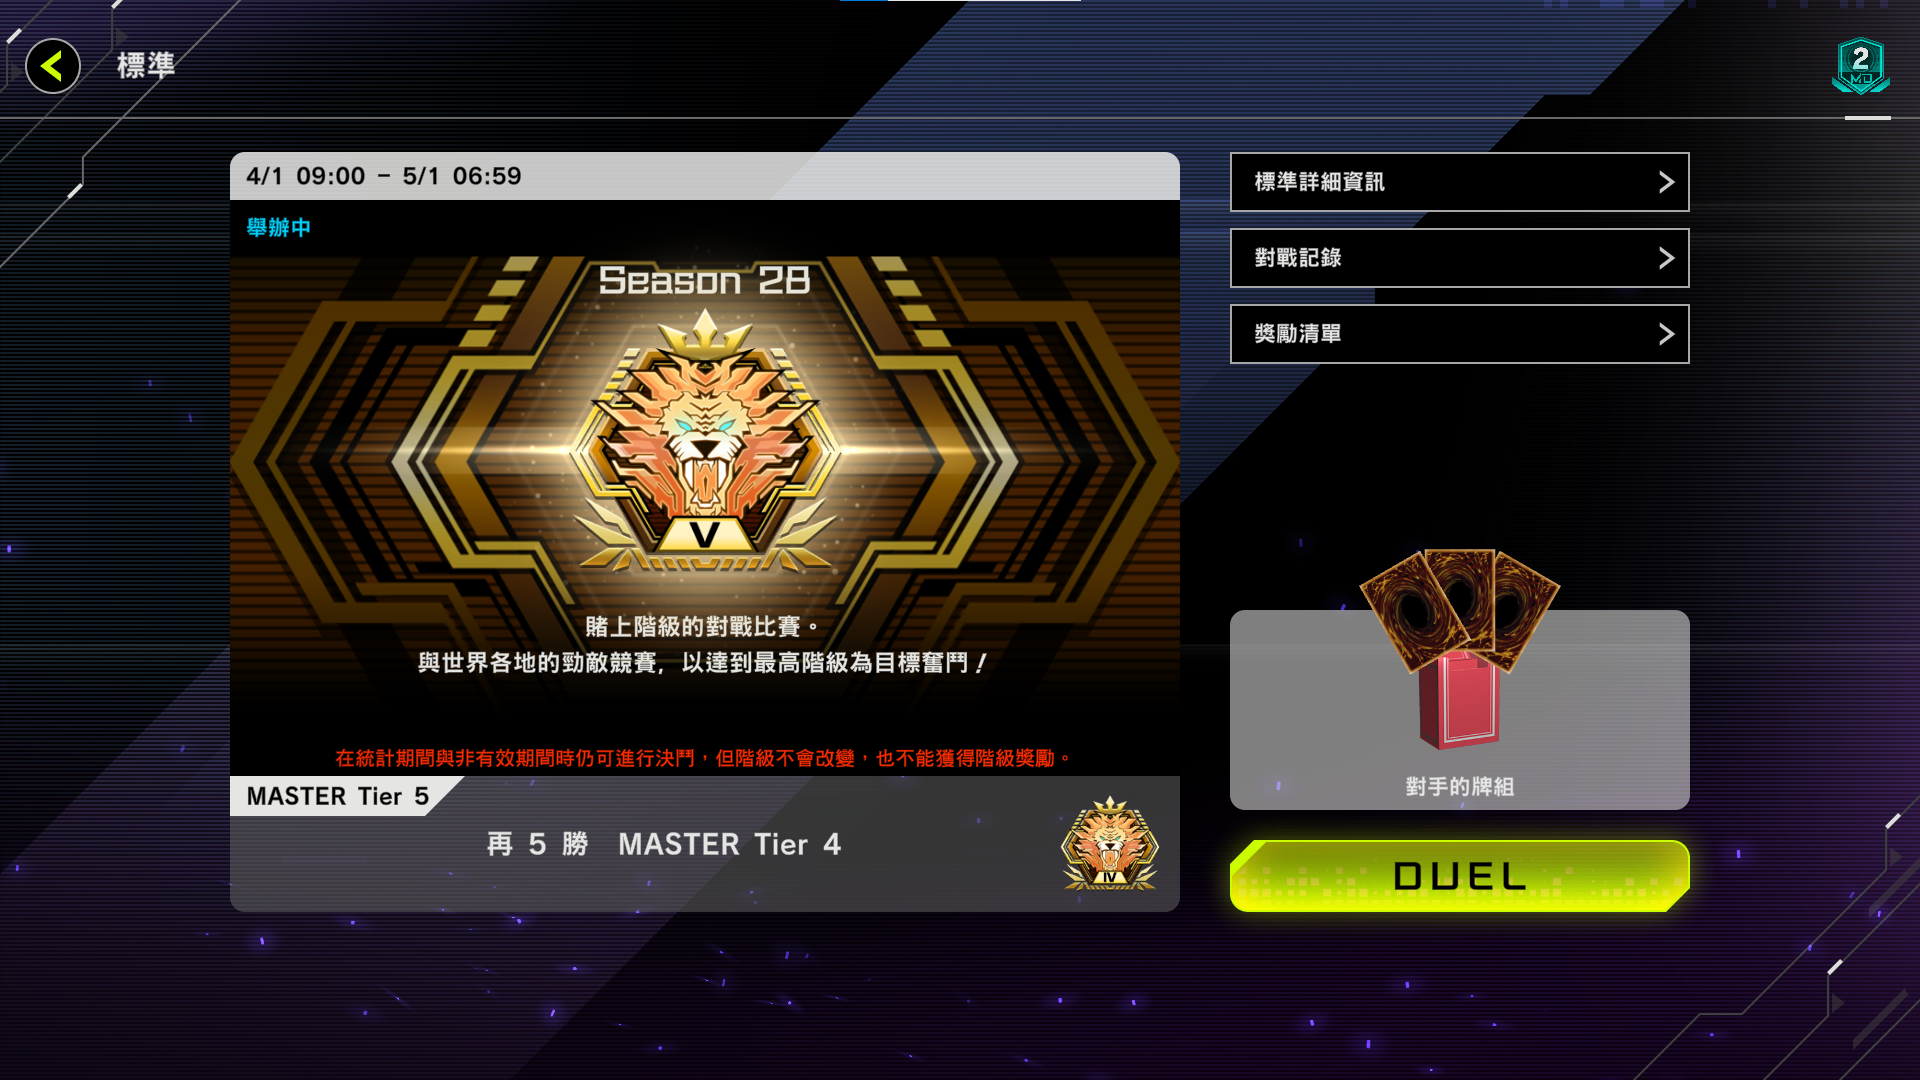 標準
2
MD
4/1 09:00 – 5/1 06:59
舉辦中
Season 28
V
賭上階級的對戰比賽。
與世界各地的勁敵競賽，以達到最高階級為目標奮鬥！
在統計期間與非有效期間時仍可進行決鬥，但階級不會改變，也不能獲得階級獎勵。
MASTER Tier 5
再 5 勝 MASTER Tier 4
IV
標準詳細資訊
對戰記錄
獎勵清單
對手的牌組
DUEL